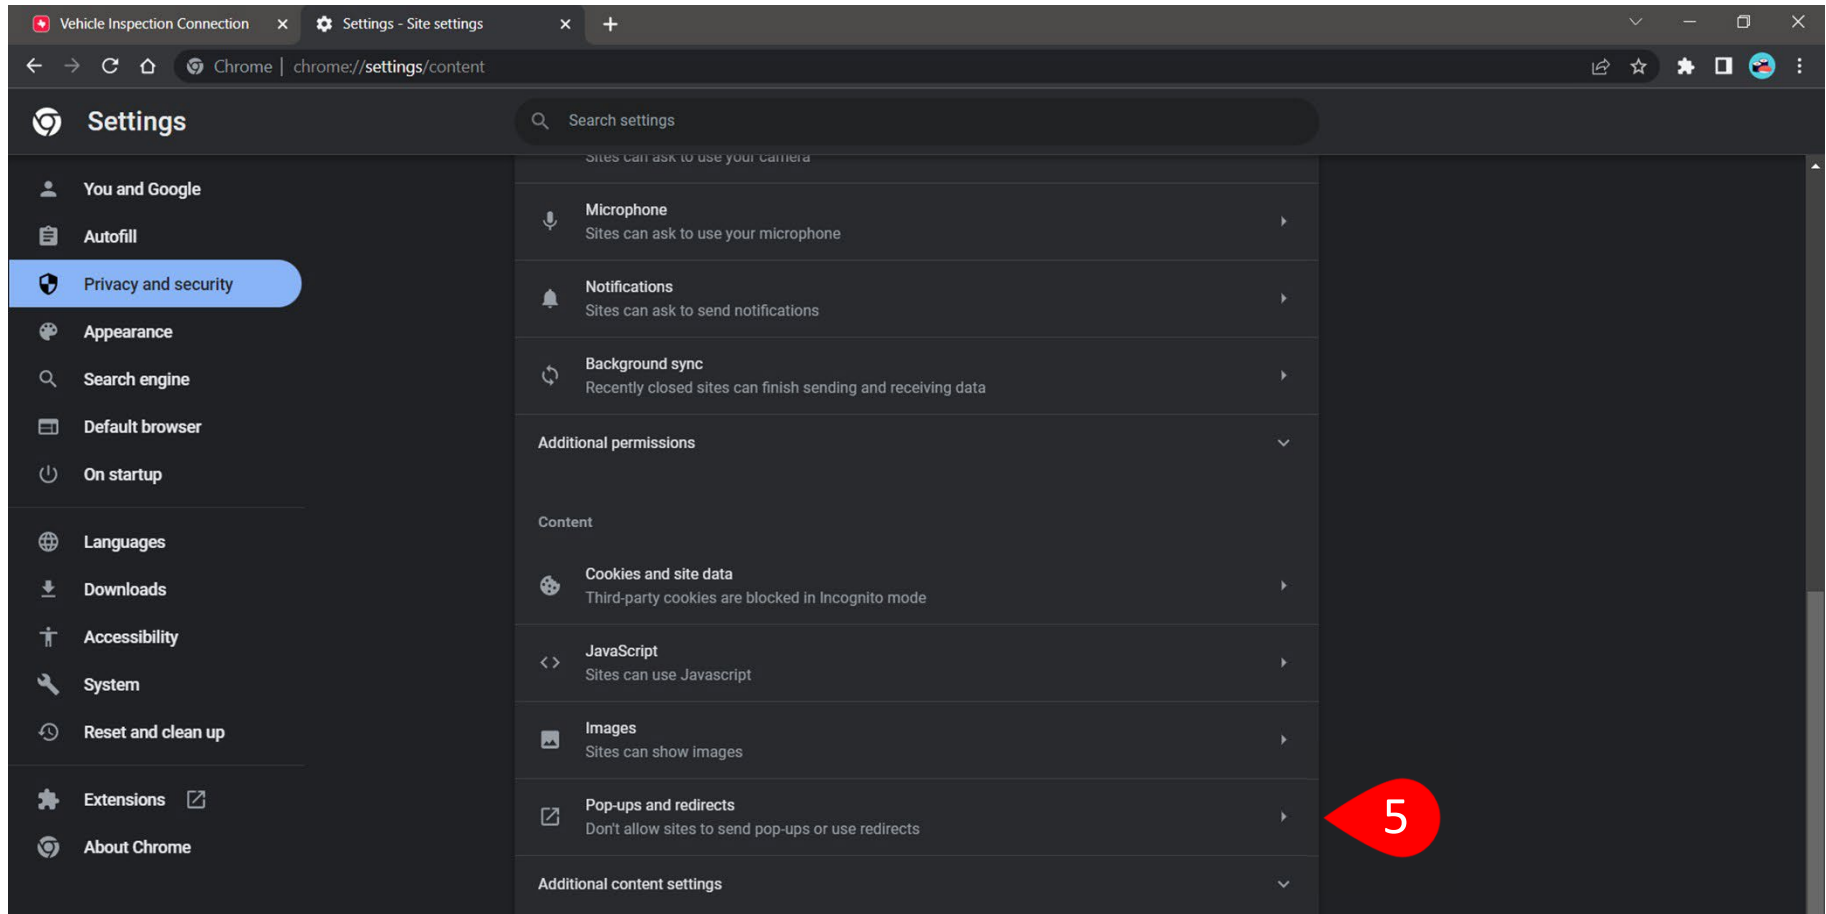 Vehicle Inspection Connection
Settings - Site settings
Chrome | chrome://settings/content
Settings
Search settings
You and Google
Autofill
Privacy and security
Appearance
Search engine
Default browser
On startup
Languages
Downloads
Accessibility
System
Reset and clean up
Extensions
About Chrome
Sites can ask to use your camera
Microphone
Sites can ask to use your microphone
Notifications
Sites can ask to send notifications
Background sync
Recently closed sites can finish sending and receiving data
Additional permissions
Content
Cookies and site data
Third-party cookies are blocked in Incognito mode
JavaScript
Sites can use Javascript
Images
Sites can show images
Pop-ups and redirects
Don't allow sites to send pop-ups or use redirects
5
Additional content settings